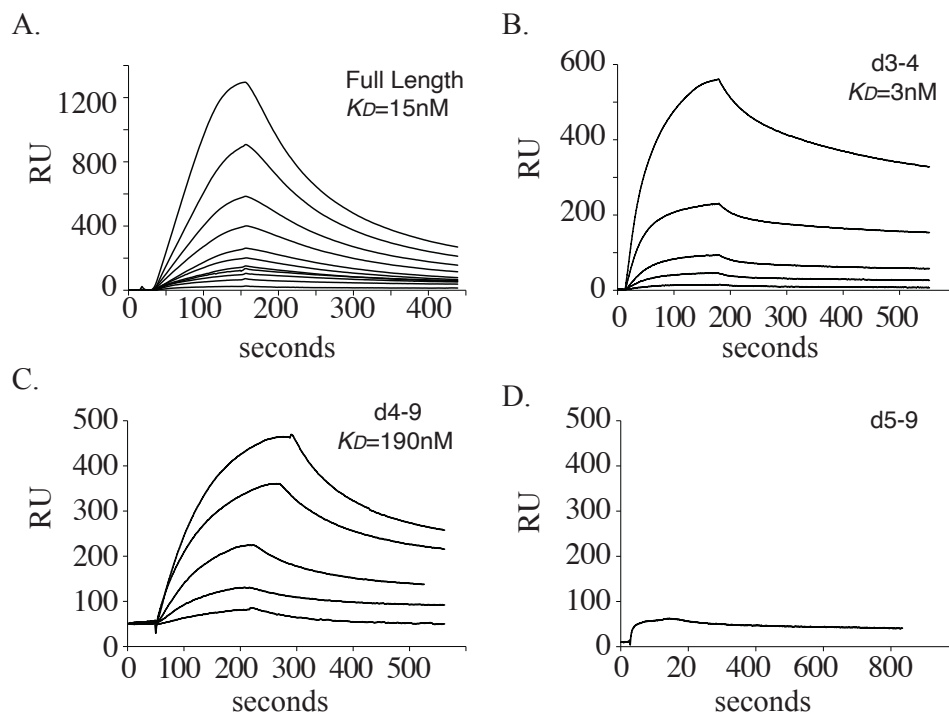 A.
Full Length
KD=15nM
1200
800
400
0
RU
0 100 200 300 400
seconds
B.
d3-4
KD=3nM
600
400
200
0
RU
0 100 200 300 400 500
seconds
C.
d4-9
KD=190nM
500
400
300
200
100
0
RU
0 100 200 300 400 500
seconds
D.
d5-9
500
400
300
200
100
0
RU
0 20 400 600 800
seconds